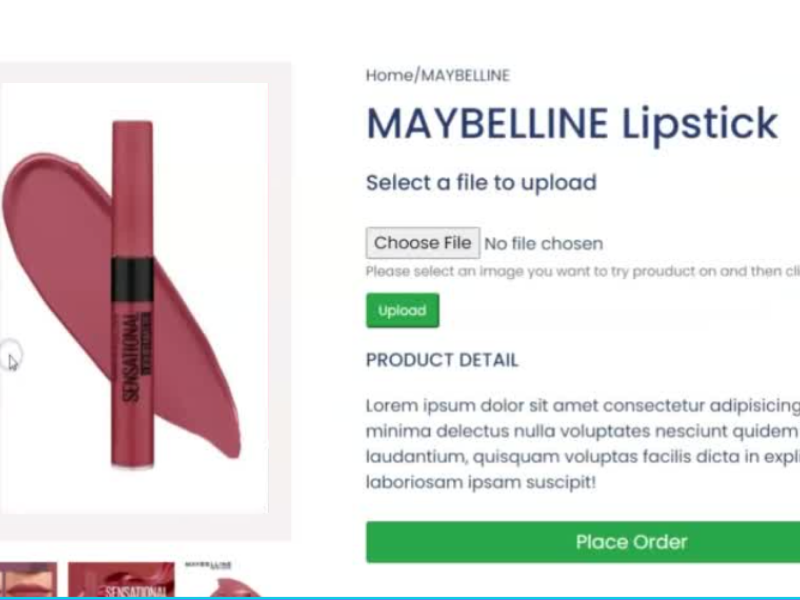 Home/MAYBELLINE
MAYBELLINE Lipstick
Select a file to upload
Choose File No file chosen
Please select an image you want to try prouduct on and then cli
Upload
PRODUCT DETAIL
Lorem ipsum dolor sit amet consectetur adipisicing
minima delectus nulla voluptates nesciunt quidem
laudantium, quisquam voluptas facilis dicta in expli
laboriosam ipsam suscipit!
Place Order
SENSATIONAL
SENSATIONAL
MAYBELLINE